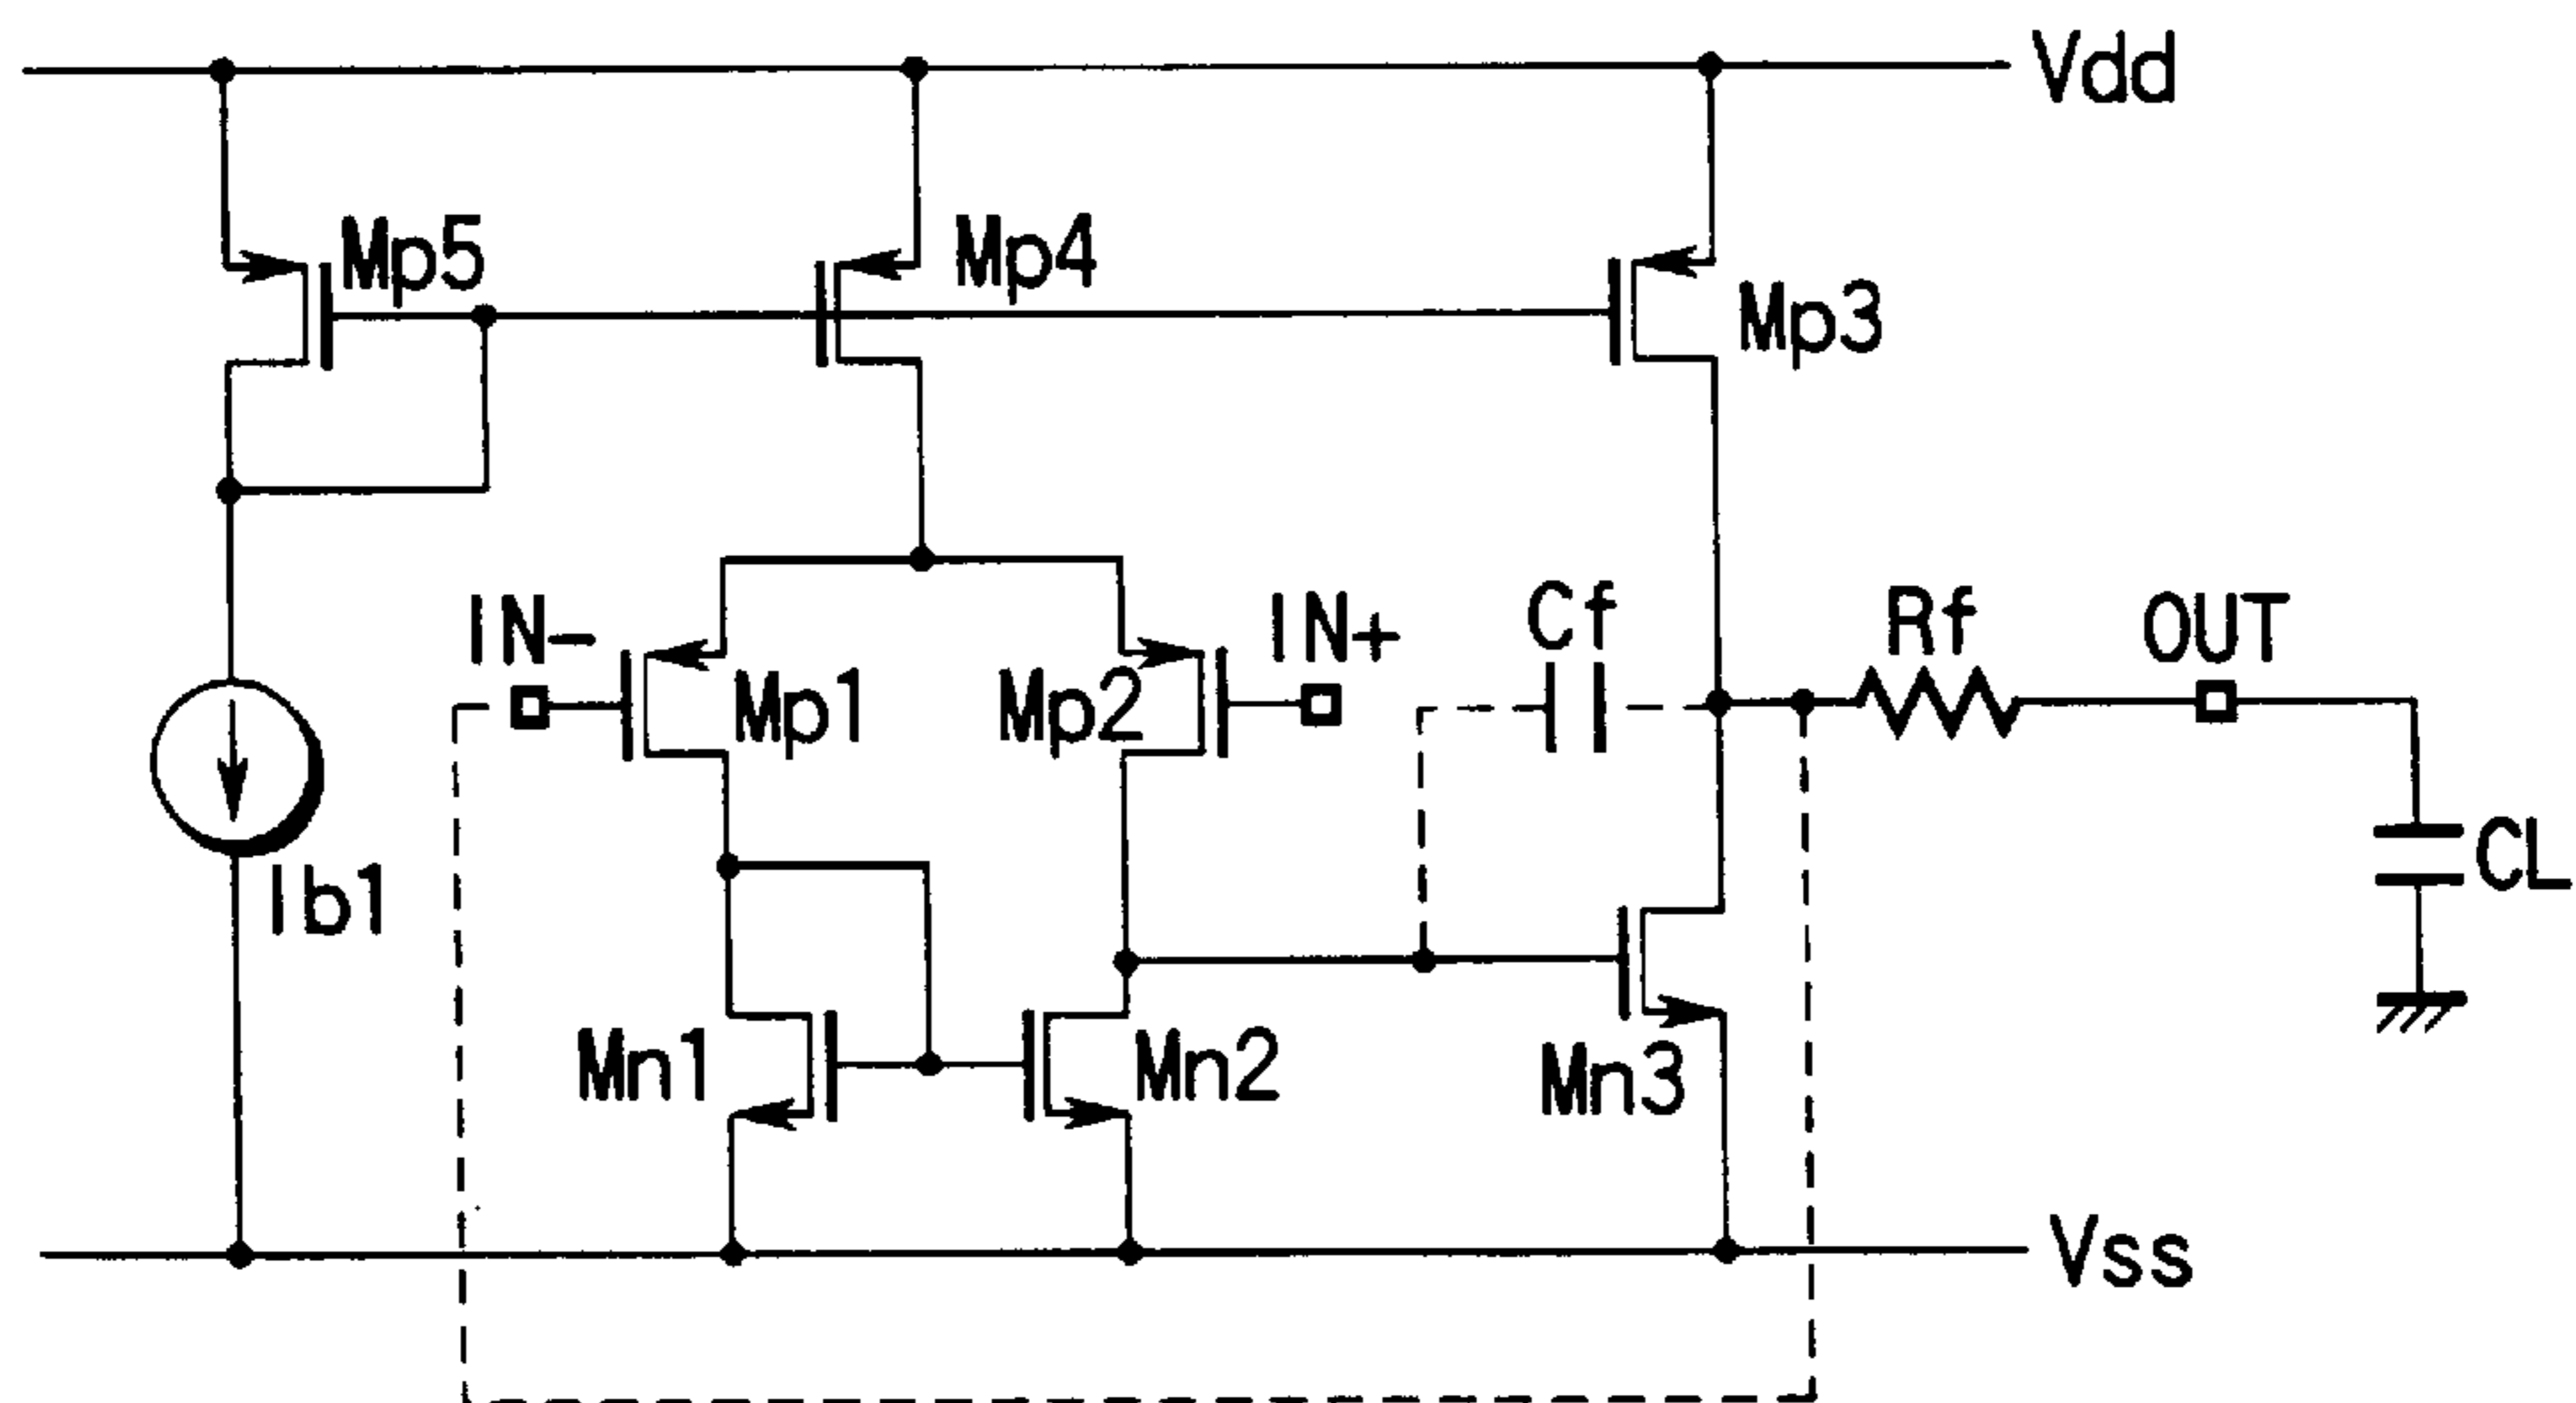 Vdd
Mp5
Mp4
Mp3
IN-
Mp1
Mp2
IN+
Cf
Rf
OUT
Ib1
CL
Mn1
Mn2
Mn3
Vss